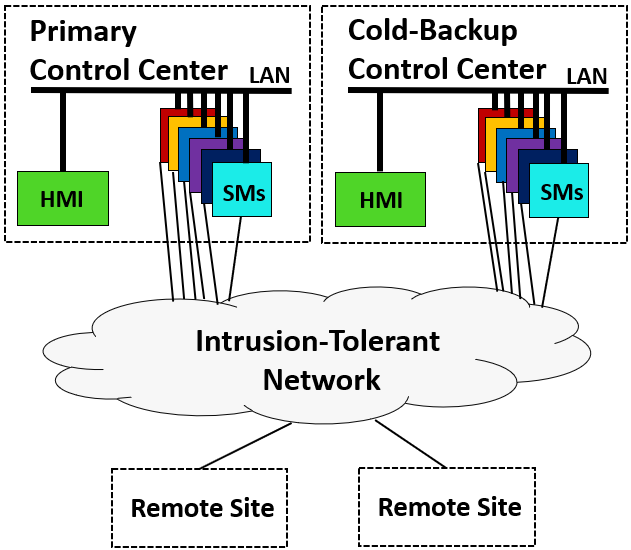 Primary
Control Center
LAN
HMI
SMs
Cold-Backup
Control Center
LAN
HMI
SMs
Intrusion-Tolerant
Network
Remote Site
Remote Site